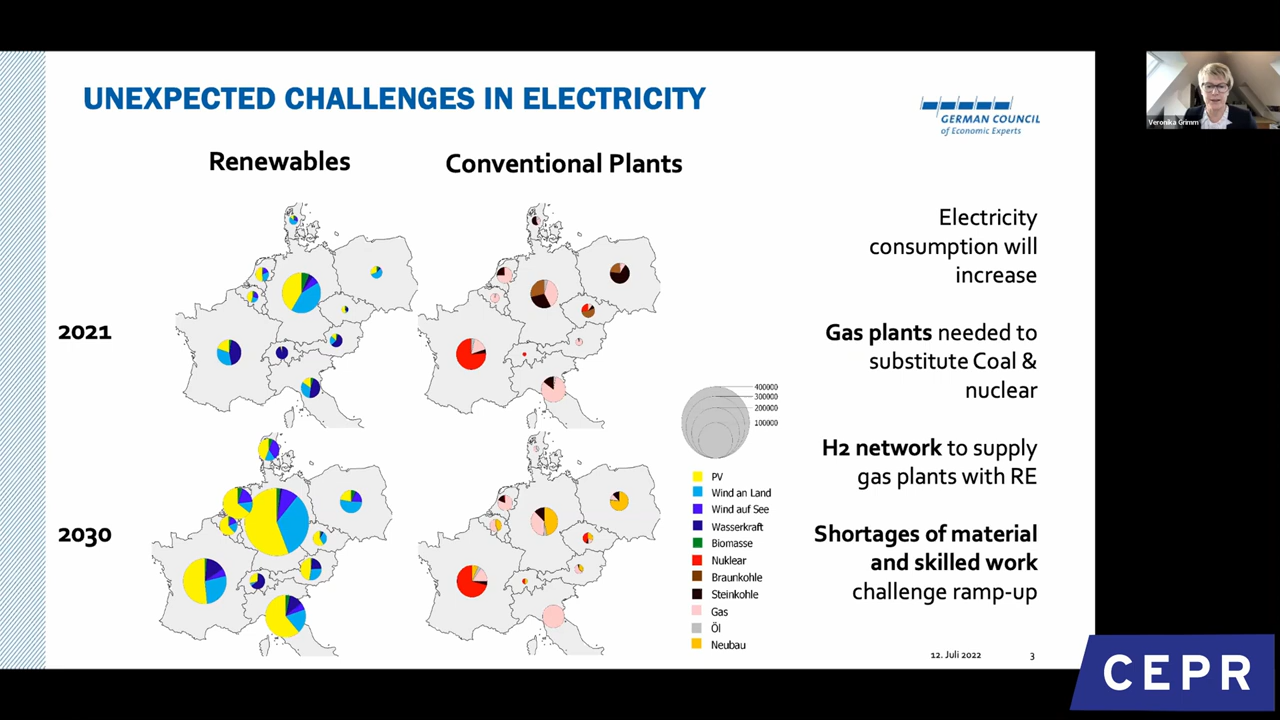 UNEXPECTED CHALLENGES IN ELECTRICITY
GERMAN COUNCIL
of Economic Experts
Veronika Grimm
Renewables
Conventional Plants
2021
2030
400000
300000
200000
100000
PV
Wind an Land
Wind auf See
Wasserkraft
Biomasse
Nuklear
Braunkohle
Steinkohle
Gas
Öl
Neubau
Electricity
consumption will
increase
Gas plants needed to
substitute Coal &
nuclear
H2 network to supply
gas plants with RE
Shortages of material
and skilled work
challenge ramp-up
12. Juli 2022
3
CEPR